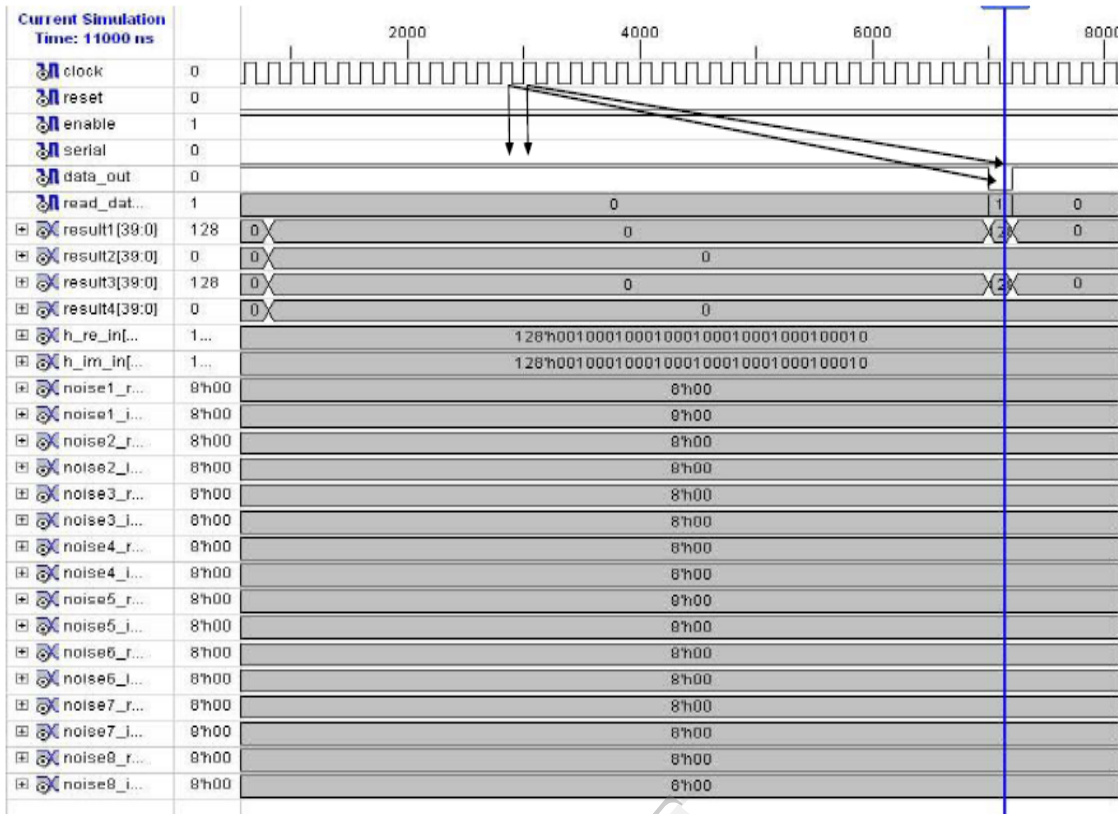 Current Simulation
Time: 11000 ns
2000 4000 6000 8000
clock 0
reset 0
enable 1
serial 0
data_out 0
read_dat... 1 0 1 0
result1[39:0] 128 0 0 2 0
result2[39:0] 0 0 0
result3[39:0] 128 0 0 2 0
result4[39:0] 0 0 0
h_re_in[... 1... 128'h00100010001000100010001000100010
h_im_in[... 1... 128'h00100010001000100010001000100010
noise1_r... 8'h00 8'h00
noise1_i... 8'h00 8'h00
noise2_r... 8'h00 8'h00
noise2_i... 8'h00 8'h00
noise3_r... 8'h00 8'h00
noise3_i... 8'h00 8'h00
noise4_r... 8'h00 8'h00
noise4_i... 8'h00 8'h00
noise5_r... 8'h00 8'h00
noise5_i... 8'h00 8'h00
noise6_r... 8'h00 8'h00
noise6_i... 8'h00 8'h00
noise7_r... 8'h00 8'h00
noise7_i... 8'h00 8'h00
noise8_r... 8'h00 8'h00
noise8_i... 8'h00 8'h00